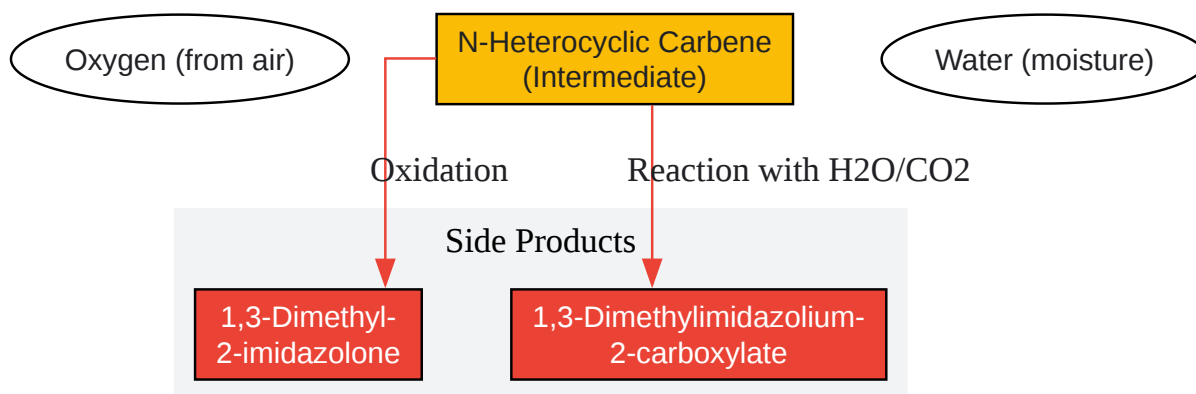 Oxygen (from air)
N-Heterocyclic Carbene
(Intermediate)
Water (moisture)
Oxidation
Reaction with H2O/CO2
Side Products
1,3-Dimethyl-
2-imidazolone
1,3-Dimethylimidazolium-
2-carboxylate